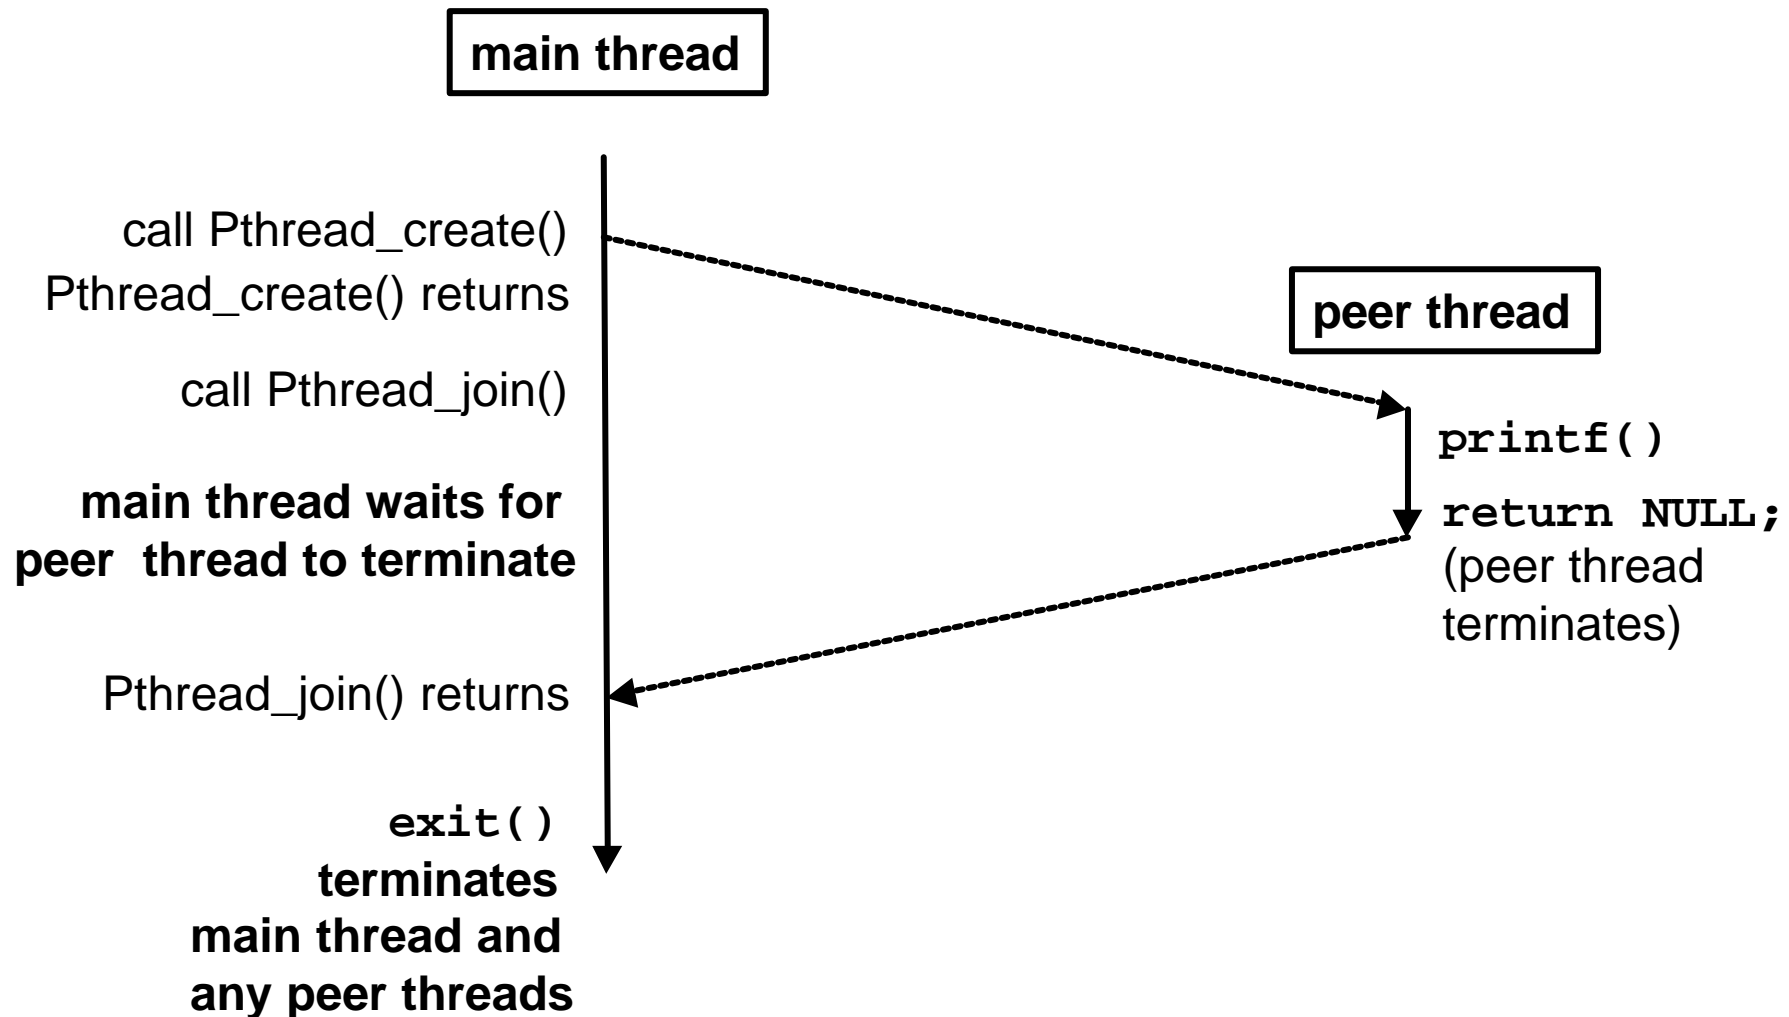 main thread
call Pthread_create()
Pthread_create() returns
peer thread
call Pthread_join()
printf()
main thread waits for
peer  thread to terminate
return NULL;
(peer thread
terminates)
Pthread_join() returns
exit()
terminates
main thread and
any peer threads